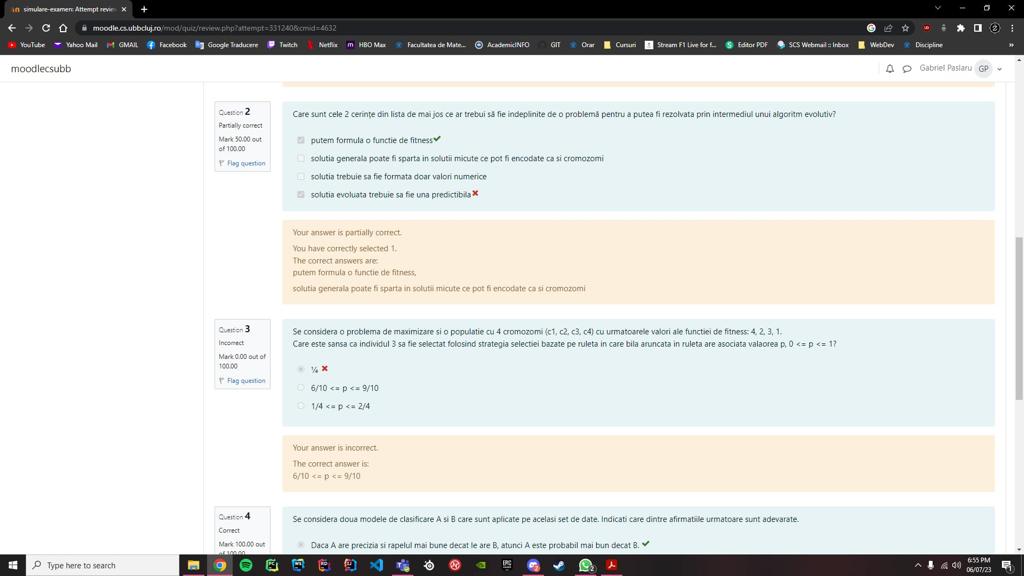 simulare-examen: Attempt review
moodle.cs.ubbcluj.ro/mod/quiz/review.php?attempt=331240&cmid=4632
YouTube Yahoo Mail GMAIL Facebook Google Traducere Twitch Netflix HBO Max Facultatea de Mate... AcademicINFO GIT Orar Cursuri Stream F1 Live for f... Editor PDF SCS Webmail :: Inbox WebDev Discipline
moodlecsubb
Gabriel Paslaru GP
Question 2
Partially correct
Mark 50.00 out
of 100.00
Flag question
Care sunt cele 2 cerințe din lista de mai jos ce ar trebui să fie indeplinite de o problemă pentru a putea fi rezolvata prin intermediul unui algoritm evolutiv?
putem formula o functie de fitness
solutia generala poate fi sparta in solutii micute ce pot fi encodate ca si cromozomi
solutia trebuie sa fie formata doar valori numerice
solutia evoluata trebuie sa fie una predictibila
Your answer is partially correct.
You have correctly selected 1.
The correct answers are:
putem formula o functie de fitness,
solutia generala poate fi sparta in solutii micute ce pot fi encodate ca si cromozomi
Question 3
Incorrect
Mark 0.00 out of
100.00
Flag question
Se considera o problema de maximizare si o populatie cu 4 cromozomi (c1, c2, c3, c4) cu urmatoarele valori ale functiei de fitness: 4, 2, 3, 1.
Care este sansa ca individul 3 sa fie selectat folosind strategia selectiei bazate pe ruleta in care bila aruncata in ruleta are asociata valaorea p, 0 <= p <= 1?
¼
6/10 <= p <= 9/10
1/4 <= p <= 2/4
Your answer is incorrect.
The correct answer is:
6/10 <= p <= 9/10
Question 4
Correct
Mark 100.00 out
of 100.00
Se considera doua modele de clasificare A si B care sunt aplicate pe acelasi set de date. Indicati care dintre afirmatiile urmatoare sunt adevarate.
Daca A are precizia si rapelul mai bune decat le are B, atunci A este probabil mai bun decat B.
Type here to search
6:55 PM
06/07/23